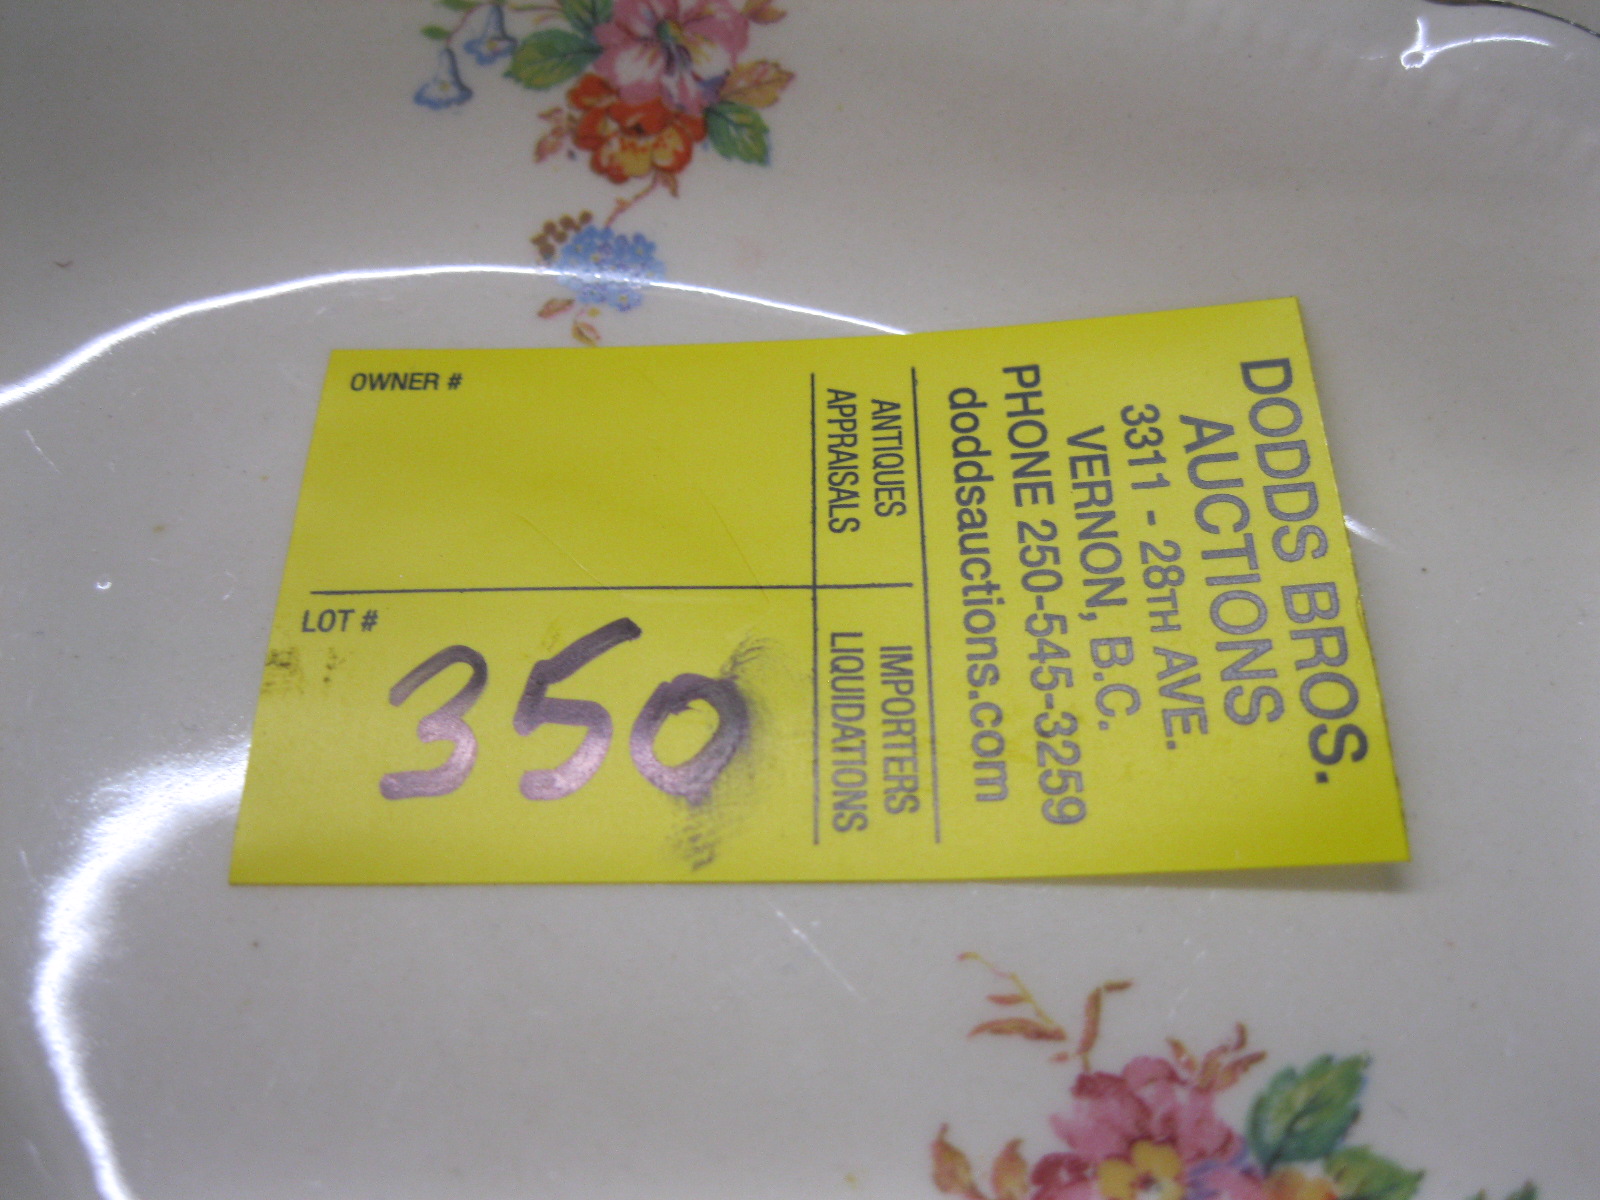 DODDS BROS.
AUCTIONS
3311 - 28TH AVE.
VERNON, B.C.
PHONE 250-545-3259
doddsauctions.com
ANTIQUES
APPRAISALS
IMPORTERS
LIQUIDATIONS
OWNER #
LOT #
350